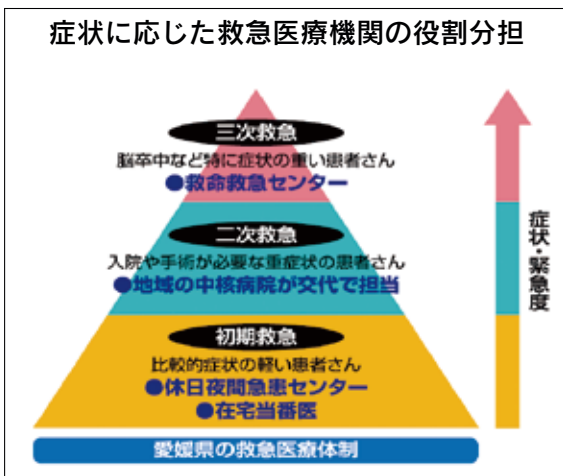 症状に応じた救急医療機関の役割分担
三次救急
脳卒中など特に症状の重い患者さん
●救命救急センター
二次救急
入院や手術が必要な重症状の患者さん
●地域の中核病院が交代で担当
初期救急
比較的症状の軽い患者さん
●休日夜間急患センター
●在宅当番医
愛媛県の救急医療体制
症状・緊急度